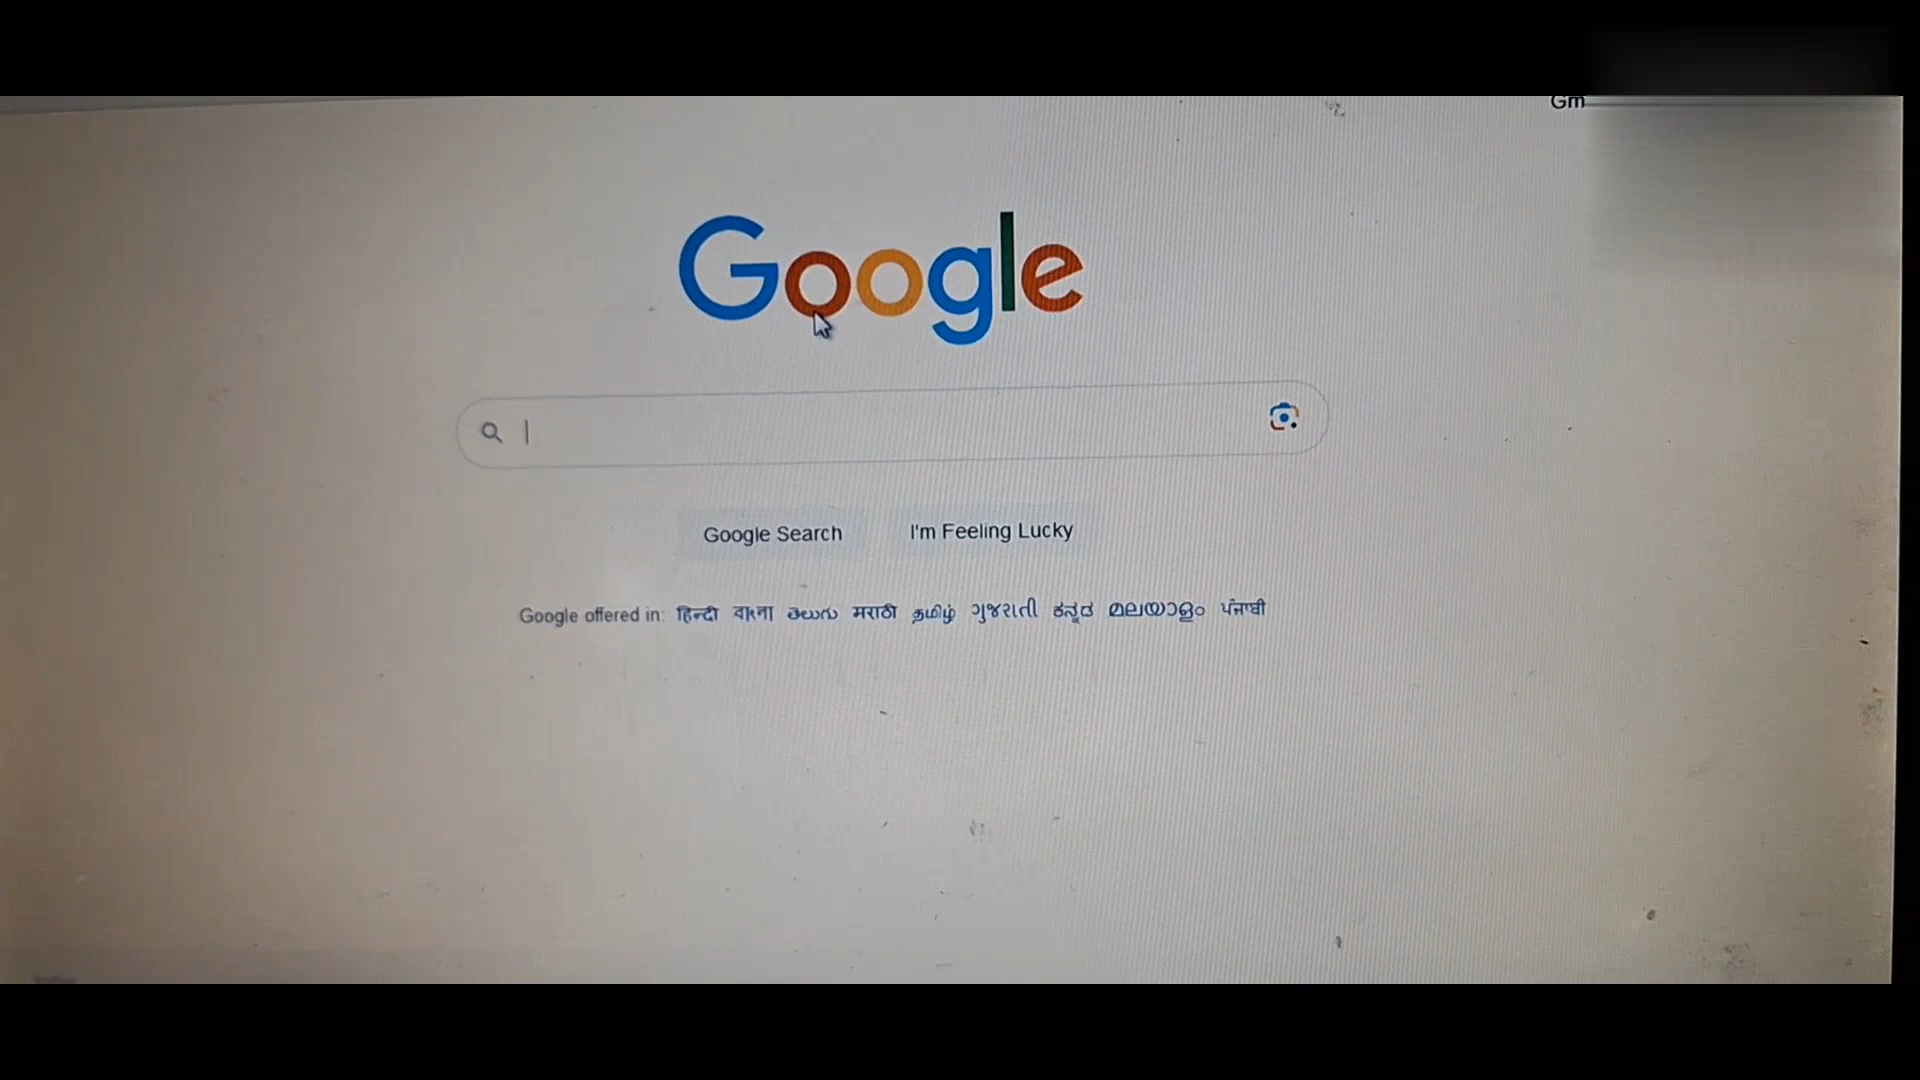 Gm
Google
Google Search I'm Feeling Lucky
Google offered in: हिन्दी বাংলা తెలుగు मराठी தமிழ் ગુજરાતી ಕನ್ನಡ മലയാളം ਪੰਜਾਬੀ